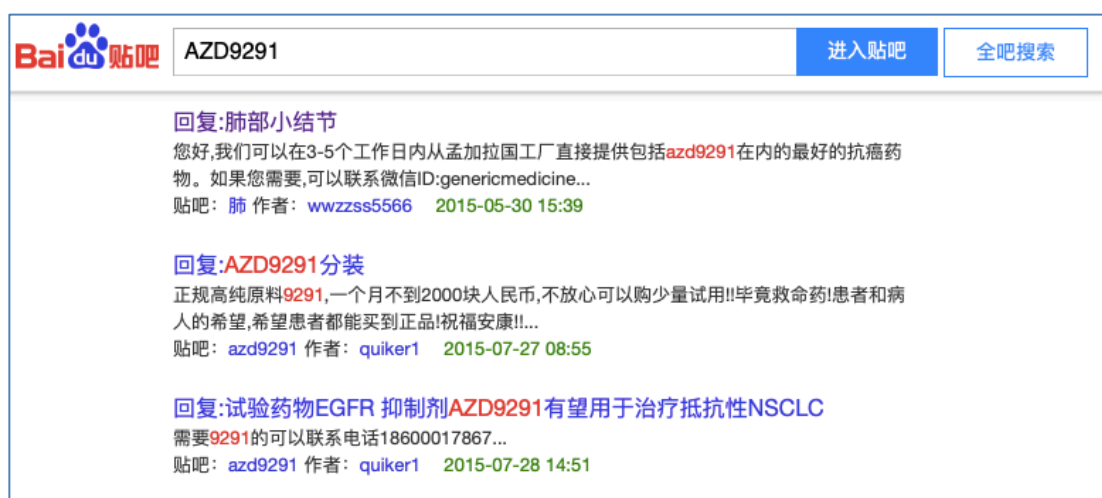 Bai du 贴吧 AZD9291 进入贴吧 全吧搜索
回复:肺部小结节
您好,我们可以在3-5个工作日内从孟加拉国工厂直接提供包括azd9291在内的最好的抗癌药
物。如果您需要,可以联系微信ID:genericmedicine...
贴吧：肺 作者：wwzzss5566 2015-05-30 15:39
回复:AZD9291分装
正规高纯原料9291,一个月不到2000块人民币,不放心可以购少量试用!!毕竟救命药!患者和病
人的希望,希望患者都能买到正品!祝福安康!!...
贴吧：azd9291 作者：quiker1 2015-07-27 08:55
回复:试验药物EGFR 抑制剂AZD9291有望用于治疗抵抗性NSCLC
需要9291的可以联系电话18600017867...
贴吧：azd9291 作者：quiker1 2015-07-28 14:51